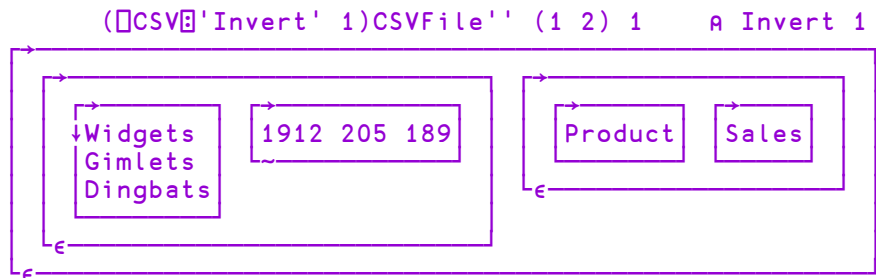 (⎕CSV⍠'Invert' 1)CSVFile'' (1 2) 1    ⍝ Invert 1
┌→────────────────────────────────────────────────────┐
│ ┌→──────────────────────────┐ ┌→──────────────────┐ │
│ │ ┌→───────┐ ┌→───────────┐ │ │ ┌→──────┐ ┌→────┐ │ │
│ │ ↓Widgets │ │1912 205 189│ │ │ │Product│ │Sales│ │ │
│ │ │Gimlets │ └~───────────┘ │ │ └───────┘ └─────┘ │ │
│ │ │Dingbats│                │ └∊──────────────────┘ │
│ │ └────────┘                │                       │
│ └∊──────────────────────────┘                       │
└∊────────────────────────────────────────────────────┘